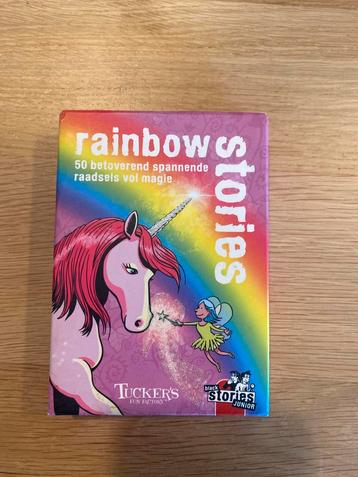 rainbow
stories
50 betoverend spannende
raadsels vol magie
TUCKER'S
FUN FACTORY
black
stories
JUNIOR